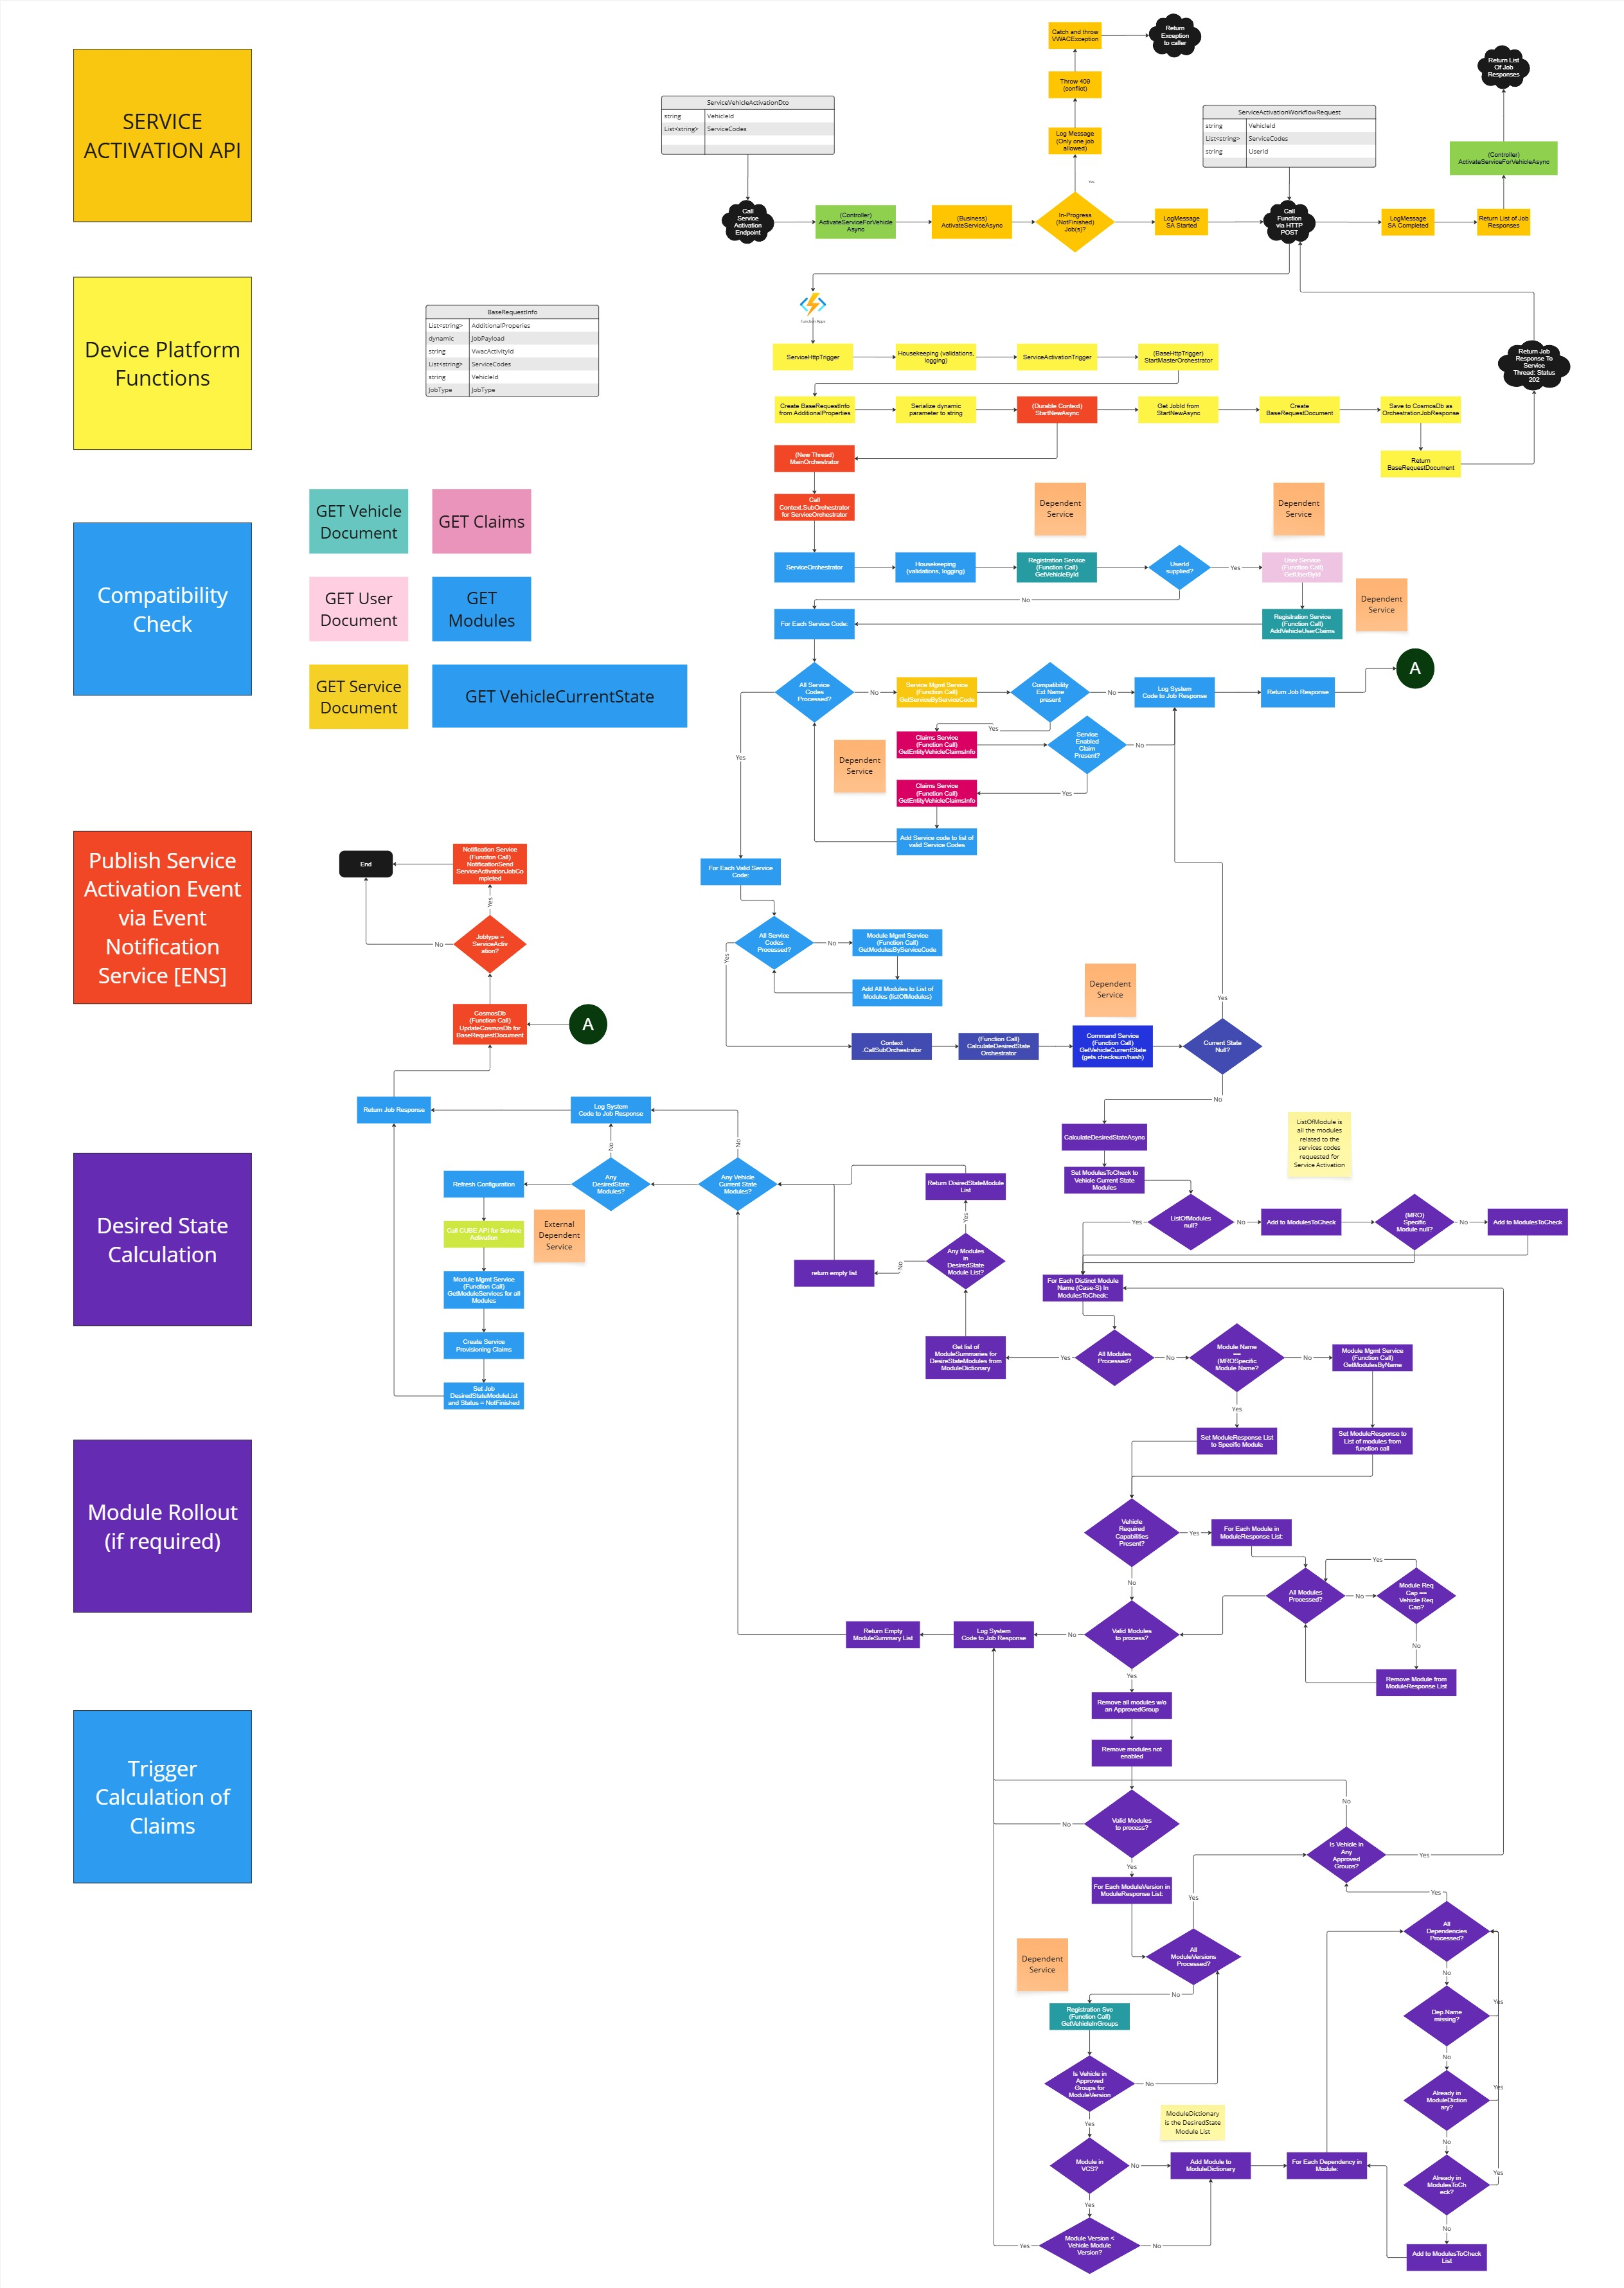 SERVICE
ACTIVATION API
Device Platform
Functions
Compatibility
Check
Publish Service
Activation Event
via Event
Notification
Service [ENS]
Desired State
Calculation
Module Rollout
(if required)
Trigger
Calculation of
Claims
GET Vehicle
Document
GET Claims
GET User
Document
GET
Modules
GET Service
Document
GET VehicleCurrentState
Catch and throw
VWACException
Return
Exception
to caller
Throw 409
(conflict)
Log Message
(Only one job
allowed)
Yes
Return List
Of Job
Responses
ServiceVehicleActivationDto
string VehicleId
List<string> ServiceCodes
ServiceActivationWorkflowRequest
string VehicleId
List<string> ServiceCodes
string UserId
(Controller)
ActivateServiceForVehicleAsync
Call
Service
Activation
Endpoint
(Controller)
ActivateServiceForVehicle
Async
(Business)
ActivateServiceAsync
In-Progress
(NotFinished)
Job(s)?
LogMessage
SA Started
Call
Function
via HTTP
POST
LogMessage
SA Completed
Return List of Job
Responses
Function Apps
BaseRequestInfo
List<string> AdditionalProperies
dynamic JobPayload
string VwacActivityId
List<string> ServiceCodes
string VehicleId
JobType JobType
ServiceHttpTrigger
Housekeeping (validations,
logging)
ServiceActivationTrigger
(BaseHttpTrigger)
StartMasterOrchestrator
Return Job
Response To
Service
Thread: Status
202
Create BaseRequestInfo
from AdditionalProperties
Serialize dynamic
parameter to string
(Durable Context)
StartNewAsync
Get JobId from
StartNewAsync
Create
BaseRequestDocument
Save to CosmosDb as
OrchestrationJobResponse
(New Thread)
MainOrchestrator
Return
BaseRequestDocument
Call
Context.SubOrchestrator
for ServiceOrchestrator
Dependent
Service
Dependent
Service
ServiceOrchestrator
Housekeeping
(validations, logging)
Registration Service
(Function Call)
GetVehicleById
UserId
supplied?
Yes
User Service
(Function Call)
GetUserById
No
Dependent
Service
For Each Service Code:
Registration Service
(Function Call)
AddVehicleUserClaims
A
All Service
Codes
Processed?
No
Service Mgmt Service
(Function Call)
GetServiceByServiceCode
Compatibility
Ext Name
present
No
Log System
Code to Job Response
Return Job Response
Yes
Claims Service
(Function Call)
GetEntityVehicleClaimsInfo
Service
Enabled
Claim
Present?
No
Dependent
Service
Yes
Claims Service
(Function Call)
GetEntityVehicleClaimsInfo
Yes
Add Service code to list of
valid Service Codes
End
Notification Service
(Funciton Call)
NotificationSend
ServiceActivationJobCo
mpleted
For Each Valid Service
Code:
Yes
No
Jobtype =
ServiceActiv
ation?
All Service
Codes
Processed?
No
Module Mgmt Service
(Function Call)
GetModulesByServiceCode
Yes
Add All Modules to List of
Modules (listOfModules)
Dependent
Service
Yes
CosmosDb
(Function Call)
UpdateCosmosDb for
BaseRequestDocument
A
Context
.CallSubOrchestrator
(Function Call)
CalculateDesiredState
Orchestrator
Command Service
(Function Call)
GetVehicleCurrentState
(gets checksum/hash)
Current State
Null?
No
Return Job Response
Log System
Code to Job Response
No
No
CalculateDesiredStateAsync
ListOfModule is
all the modules
related to the
services codes
requested for
Service Activation
Refresh Configuration
Any
DesiredState
Modules?
Any Vehicle
Current State
Modules?
Return DisiredStateModule
List
Set ModulesToCheck to
Vehicle Current State
Modules
Call CUBE API for Service
Activation
External
Dependent
Service
Yes
Yes
ListOfModules
null?
No
Add to ModulesToCheck
(MRO)
Specific
Module null?
No
Add to ModulesToCheck
Any Modules
in
DesiredState
Module List?
No
return empty list
Module Mgmt Service
(Function Call)
GetModuleServices for all
Modules
For Each Distinct Module
Name (Case-S) In
ModulesToCheck:
Create Service
Provisioning Claims
Get list of
ModuleSummaries for
DesireStateModules from
ModuleDictionary
Yes
All Modules
Processed?
No
Module Name
==
(MROSpecific
Module Name?
No
Module Mgmt Service
(Function Call)
GetModulesByName
Set Job
DesiredStateModuleList
and Status = NotFinished
Yes
Set ModuleResponse List
to Specific Module
Set ModuleResponse to
List of modules from
function call
Vehicle
Required
Capabilities
Present?
Yes
For Each Module in
ModuleResponse List:
Yes
No
All Modules
Processed?
No
Module Req
Cap ==
Vehicle Req
Cap?
Return Empty
ModuleSummary List
Log System
Code to Job Response
No
Valid Modules
to process?
No
Yes
Remove Module from
ModuleResponse List
Remove all modules w/o
an ApprovedGroup
Remove modules not
enabled
No
No
Valid Modules
to process?
Is Vehicle in
Any
Approved
Groups?
Yes
Yes
For Each ModuleVersion in
ModuleResponse List:
Yes
Yes
All
Dependencies
Processed?
Dependent
Service
All
ModuleVersions
Processed?
No
No
Registration Svc
(Function Call)
GetVehicleInGroups
Yes
Dep.Name
missing?
No
Is Vehicle in
Approved
Groups for
ModuleVersion
No
Yes
Already in
ModuleDiction
ary?
ModuleDictionary
is the DesiredState
Module List
Yes
No
Module in
VCS?
No
Add Module to
ModuleDictionary
For Each Dependency in
Module:
Yes
Already in
ModulesToCh
eck?
Yes
No
Yes
Module Version <
Vehicle Module
Version?
No
Add to ModulesToCheck
List